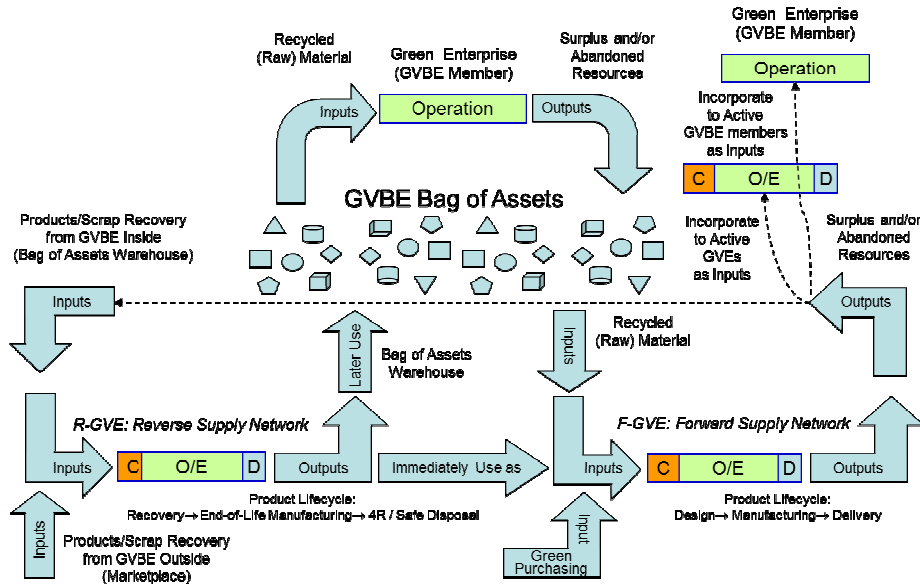 Recycled
(Raw) Material
Green Enterprise
(GVBE Member)
Surplus and/or
Abandoned
Resources
Green Enterprise
(GVBE Member)
Operation
Inputs
Operation
Outputs
Incorporate
to Active
GVBE members
as Inputs
C
O/E
D
GVBE Bag of Assets
Products/Scrap Recovery
from GVBE Inside
(Bag of Assets Warehouse)
Incorporate
to Active
GVEs
as Inputs
Surplus and/or
Abandoned
Resources
Inputs
Outputs
Later Use
Bag of Assets
Warehouse
Inputs
Recycled
(Raw) Material
R-GVE: Reverse Supply Network
F-GVE: Forward Supply Network
Inputs
C
O/E
D
Outputs
Immediately Use as
Inputs
C
O/E
D
Outputs
Product Lifecycle:
Recovery→ End-of-Life Manufacturing→ 4R / Safe Disposal
Product Lifecycle:
Design→ Manufacturing→ Delivery
Inputs
Products/Scrap Recovery
from GVBE Outside
(Marketplace)
Input
Green
Purchasing